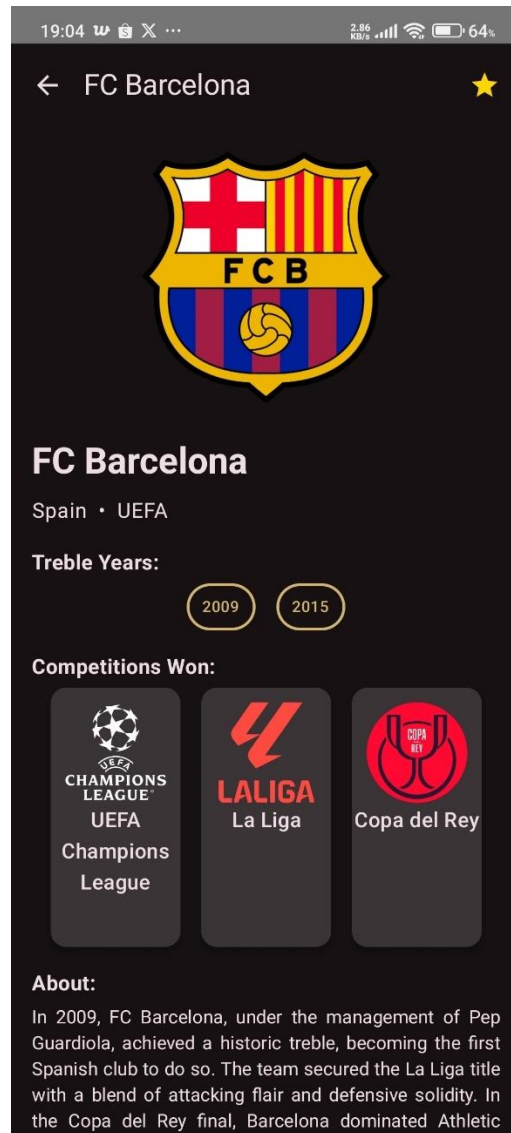 19:04 ... 2.86 KB/s 64%
FC Barcelona
FCB
FC Barcelona
Spain • UEFA
Treble Years:
2009 2015
Competitions Won:
UEFA
CHAMPIONS
LEAGUE
UEFA
Champions
League
LALIGA
La Liga
COPA
REY
Copa del Rey
About:
In 2009, FC Barcelona, under the management of Pep
Guardiola, achieved a historic treble, becoming the first
Spanish club to do so. The team secured the La Liga title
with a blend of attacking flair and defensive solidity. In
the Copa del Rey final, Barcelona dominated Athletic